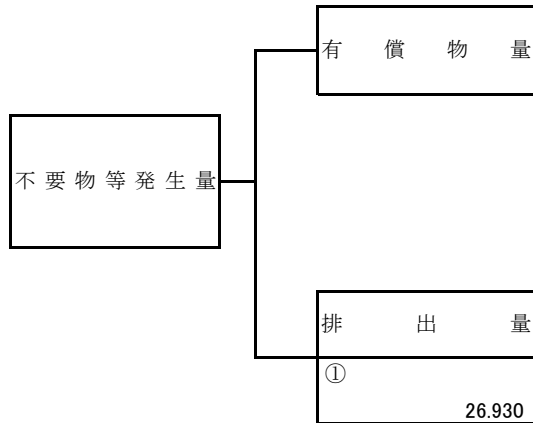 有償物量
不要物等発生量
排出量
①
26.930